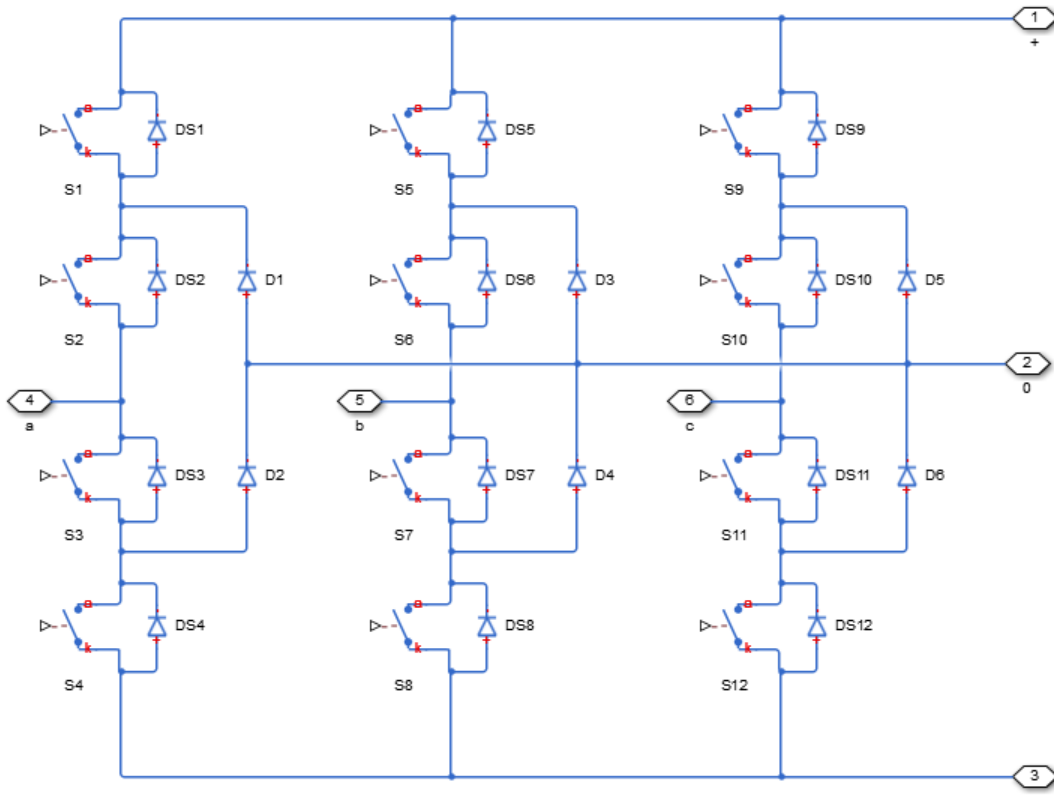 1
+
a
DS1
k
S1
a
DS5
k
S5
a
DS9
k
S9
a
DS2
D1
k
S2
a
DS6
D3
k
S6
a
DS10
D5
k
S10
2
0
4
a
5
b
6
c
a
DS3
D2
k
S3
a
DS7
D4
k
S7
a
DS11
D6
k
S11
a
DS4
k
S4
a
DS8
k
S8
a
DS12
k
S12
3